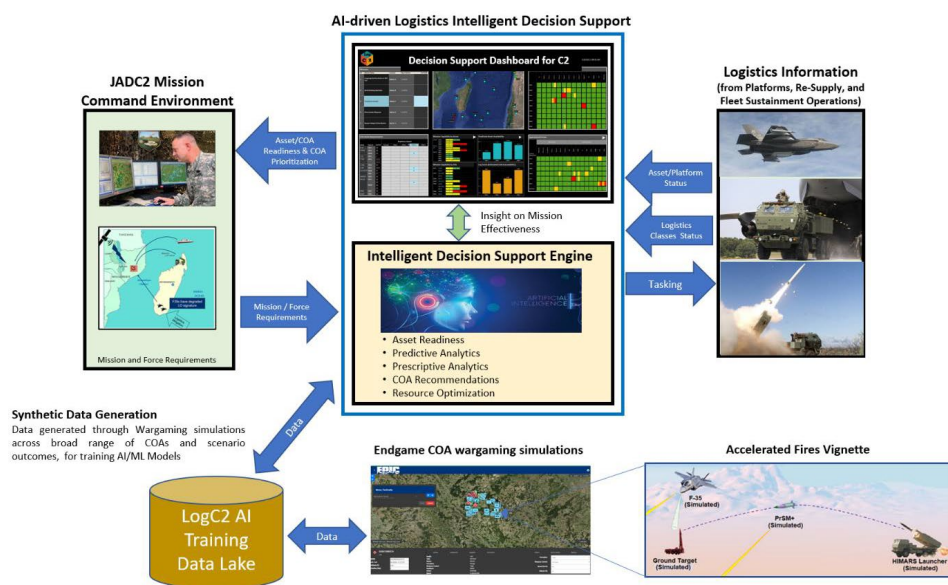 AI-driven Logistics Intelligent Decision Support
Decision Support Dashboard for C2
JADC2 Mission
Command Environment
Asset/COA
Readiness & COA
Prioritization
Logistics Information
(from Platforms, Re-Supply, and
Fleet Sustainment Operations)
Asset/Platform
Status
Logistics
Classes Status
Insight on Mission
Effectiveness
Intelligent Decision Support Engine
ARTIFICIAL
INTELLIGENCE
Tasking
Mission / Force
Requirements
• Asset Readiness
• Predictive Analytics
• Prescriptive Analytics
• COA Recommendations
• Resource Optimization
Mission and Force Requirements
Synthetic Data Generation
Data generated through Wargaming simulations
across broad range of COAs and scenario
outcomes, for training AI/ML Models
Data
LogC2 AI
Training
Data Lake
Data
Endgame COA wargaming simulations
EPIC
Accelerated Fires Vignette
F-35
(Simulated)
PrSM+
(Simulated)
Ground Target
(Simulated)
HIMARS Launcher
(Simulated)